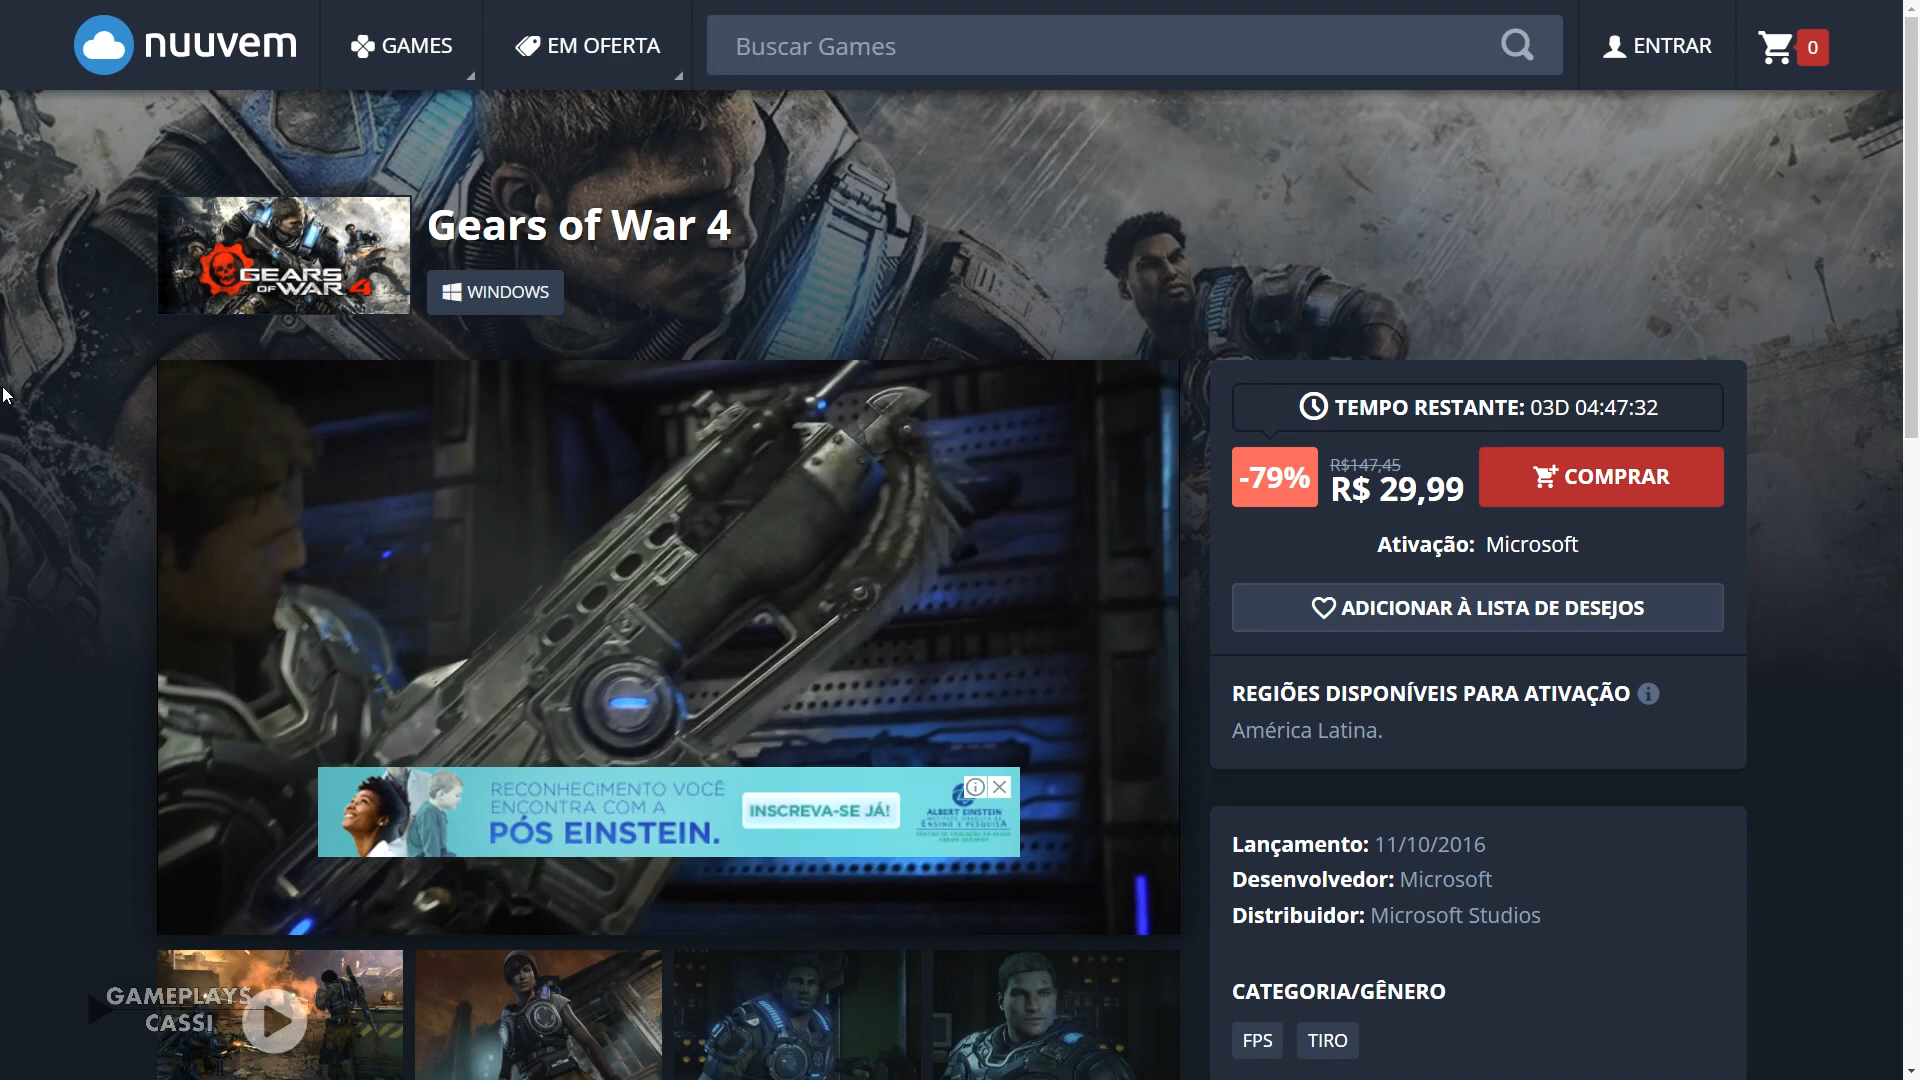 nuuvem
GAMES
EM OFERTA
Buscar Games
ENTRAR
0
GEARS
OF WAR 4
Gears of War 4
WINDOWS
TEMPO RESTANTE: 03D 04:47:32
-79%
R$147,45
R$ 29,99
COMPRAR
Ativação: Microsoft
ADICIONAR À LISTA DE DESEJOS
REGIÕES DISPONÍVEIS PARA ATIVAÇÃO
América Latina.
RECONHECIMENTO VOCÊ
ENCONTRA COM A
PÓS EINSTEIN.
INSCREVA-SE JÁ!
ALBERT EINSTEIN
ENSINO E PESQUISA
Lançamento: 11/10/2016
Desenvolvedor: Microsoft
Distribuidor: Microsoft Studios
CATEGORIA/GÊNERO
FPS
TIRO
GAMEPLAYS
CASSI